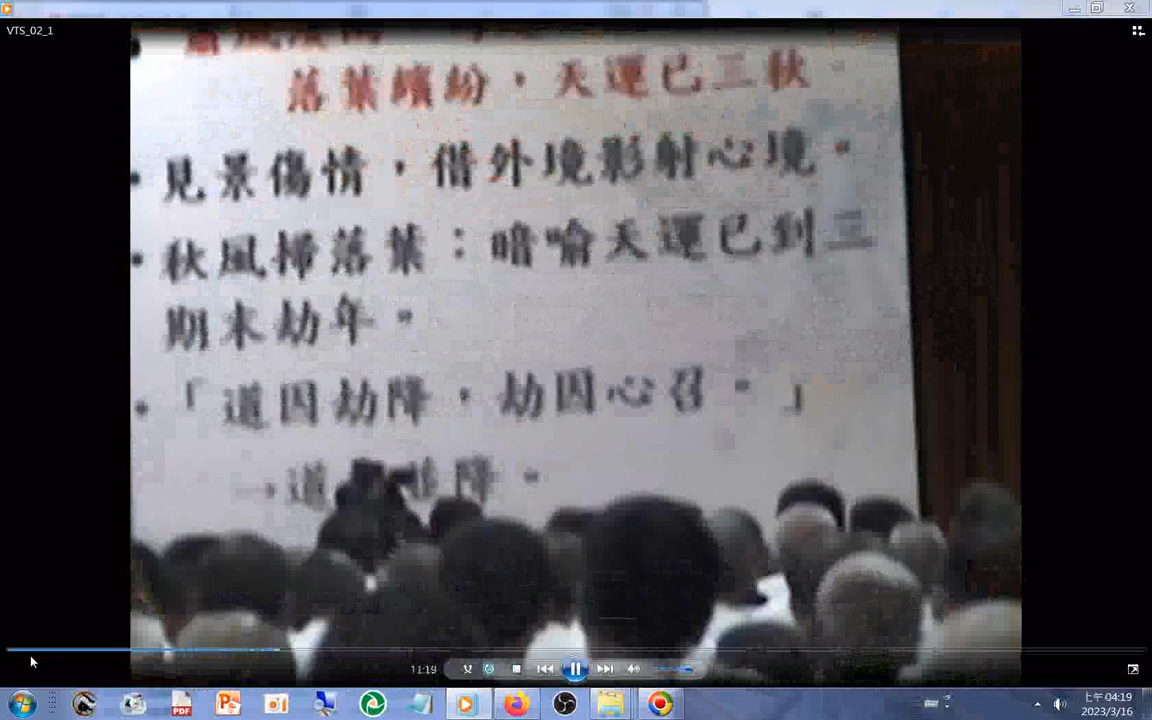 VTS_02_1
落葉繽紛，天運已三秋
•見景傷情，借外境影射心境。
•秋風掃落葉：暗喻天運已到三
期末劫年。
•「道因劫降，劫因心召。」
→道 降。
11:19
上午 04:19
2023/3/16